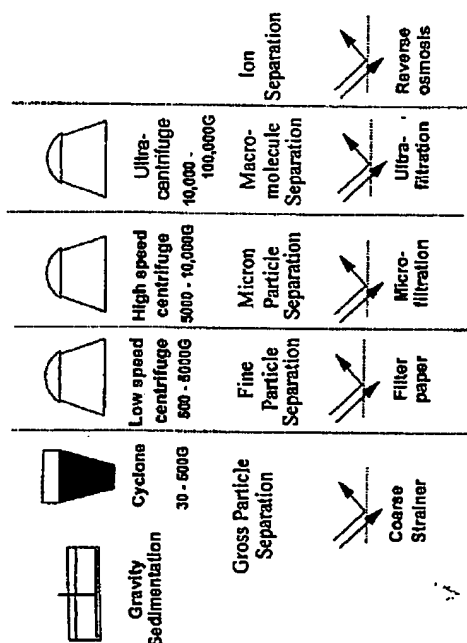 Gravity
Sedimentation
Cyclone
30 - 500G
Low speed
centrifuge
500 - 5000G
High speed
centrifuge
5000 - 10,000G
Ultra-
centrifuge
10,000 -
100,000G
Gross Particle
Separation
Fine
Particle
Separation
Micron
Particle
Separation
Macro-
molecule
Separation
Ion
Separation
Coarse
Strainer
Filter
paper
Micro-
filtration
Ultra-
filtration
Reverse
osmosis